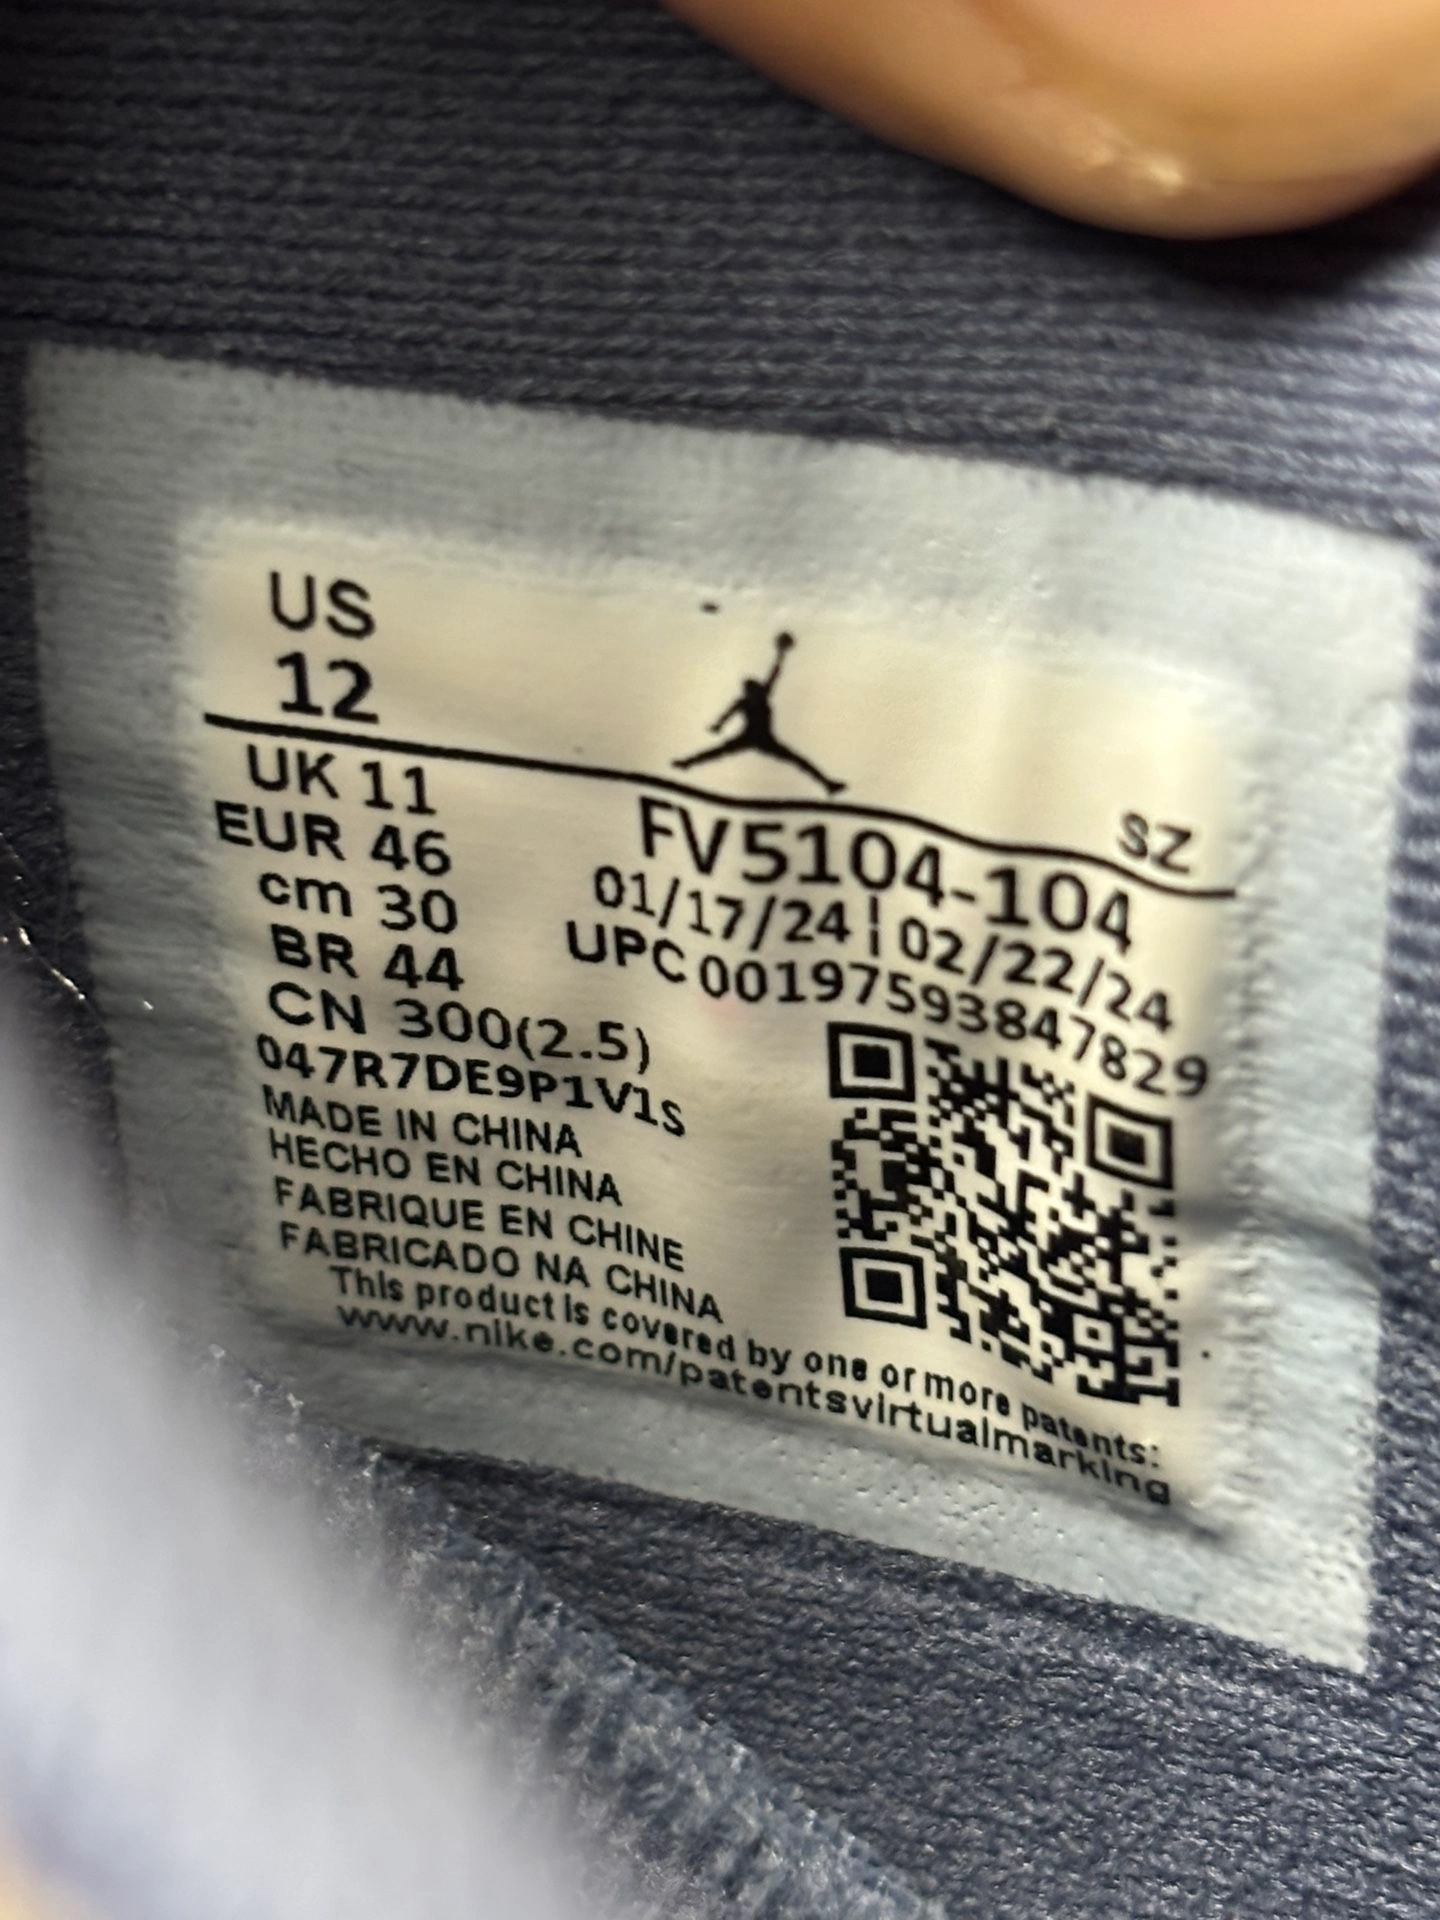 US
12
SZ
UK 11
EUR 46
cm 30
BR 44
CN 300(2.5)
047R7DE9P1V1S
FV5104-104
01/17/24 | 02/22/24
UPC 00197593847829
MADE IN CHINA
HECHO EN CHINA
FABRIQUE EN CHINE
FABRICADO NA CHINA
This product is covered by one or more patents:
www.nike.com/patentsvirtualmarking